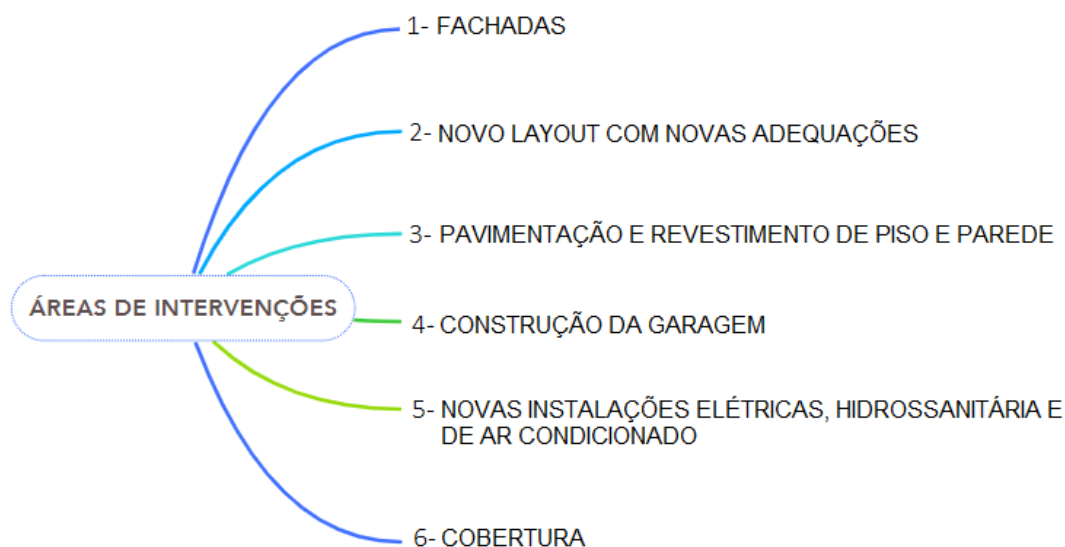 1- FACHADAS
2- NOVO LAYOUT COM NOVAS ADEQUAÇÕES
3- PAVIMENTAÇÃO E REVESTIMENTO DE PISO E PAREDE
ÁREAS DE INTERVENÇÕES
4- CONSTRUÇÃO DA GARAGEM
5- NOVAS INSTALAÇÕES ELÉTRICAS, HIDROSSANITÁRIA E
DE AR CONDICIONADO
6- COBERTURA